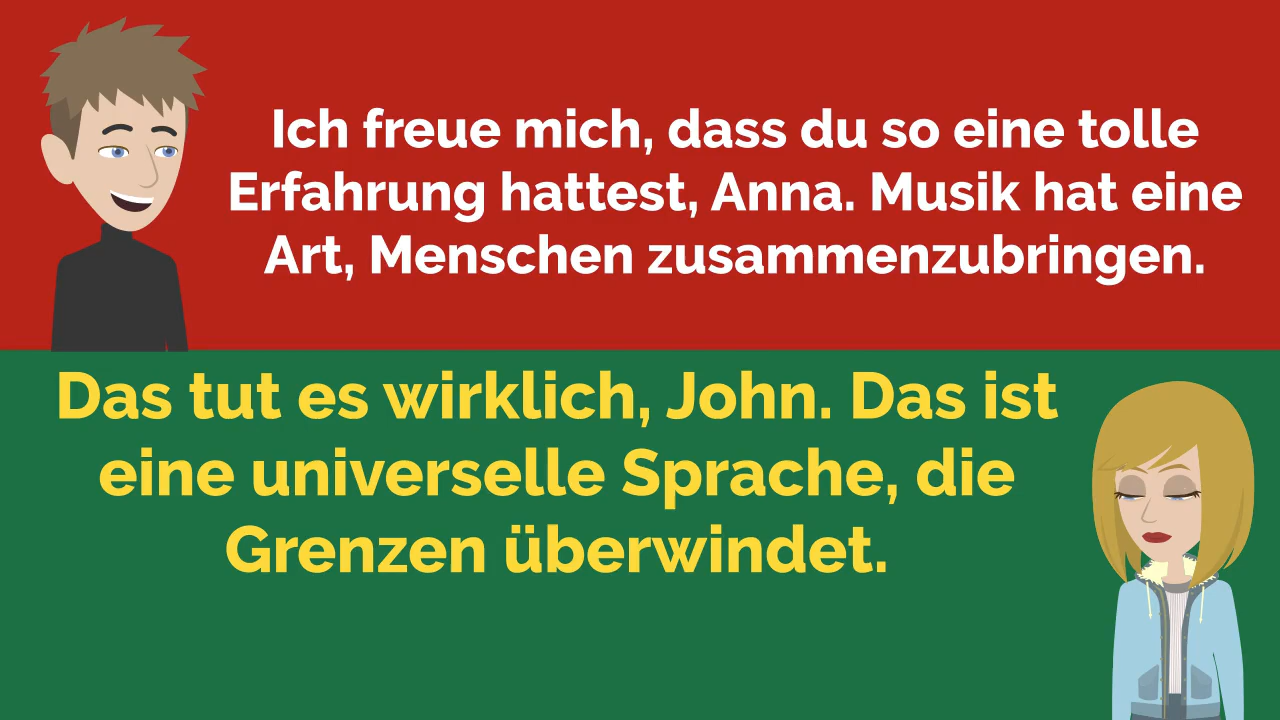 Ich freue mich, dass du so eine tolle
Erfahrung hattest, Anna. Musik hat eine
Art, Menschen zusammenzubringen.
Das tut es wirklich, John. Das ist
eine universelle Sprache, die
Grenzen überwindet.